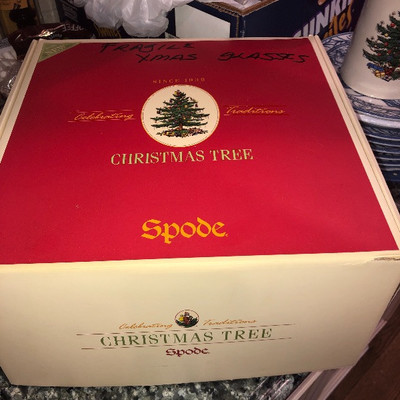 FRAGILE
XMAS GLASSES
SINCE 1938
Celebrating Traditions
CHRISTMAS TREE
Spode
Celebrating Traditions
CHRISTMAS TREE
Spode